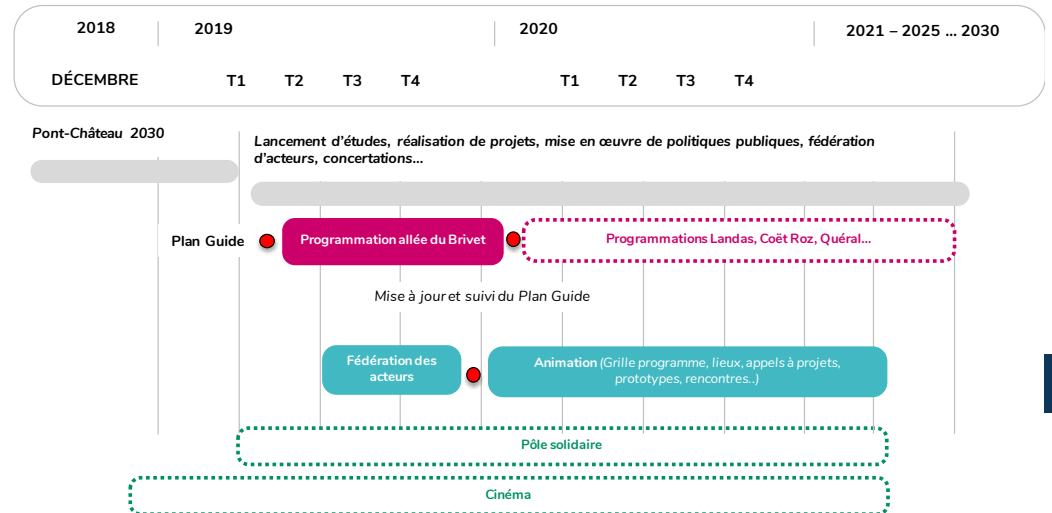 2018 2019 2020 2021 – 2025 ... 2030
DÉCEMBRE T1 T2 T3 T4 T1 T2 T3 T4
Pont-Château 2030
Lancement d'études, réalisation de projets, mise en œuvre de politiques publiques, fédération
d'acteurs, concertations...
Plan Guide
Programmation allée du Brivet
Programmations Landas, Coët Roz, Quéral...
Mise à jour et suivi du Plan Guide
Fédération des
acteurs
Animation (Grille programme, lieux, appels à projets,
prototypes, rencontres..)
Pôle solidaire
Cinéma